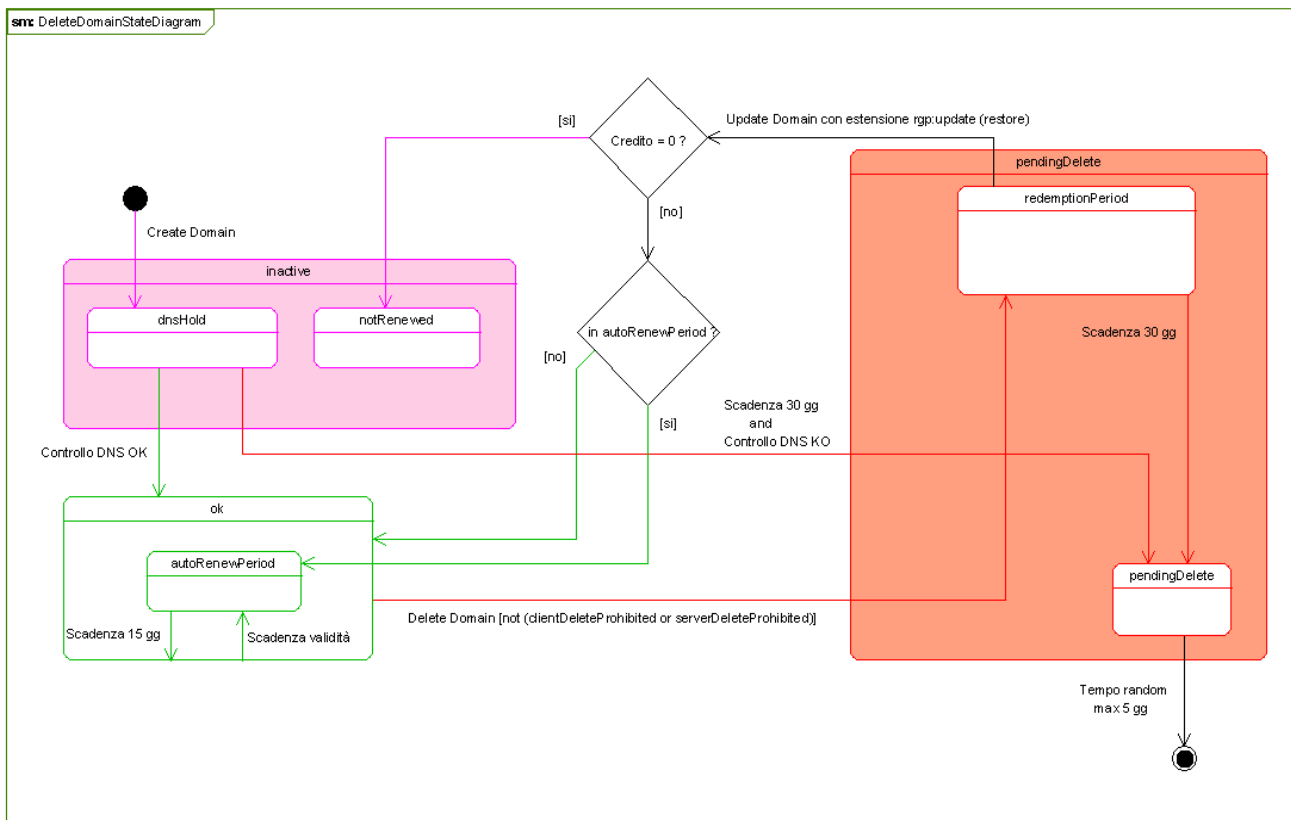 sm: DeleteDomainStateDiagram
[si]
Credito = 0 ?
Update Domain con estensione rgp:update (restore)
pendingDelete
redemptionPeriod
[no]
Create Domain
inactive
dnsHold
notRenewed
in autoRenewPeriod ?
Scadenza 30 gg
[no]
Scadenza 30 gg
and
Controllo DNS KO
[si]
Controllo DNS OK
ok
autoRenewPeriod
pendingDelete
Delete Domain [not (clientDeleteProhibited or serverDeleteProhibited)]
Scadenza 15 gg
Scadenza validità
Tempo random
max 5 gg